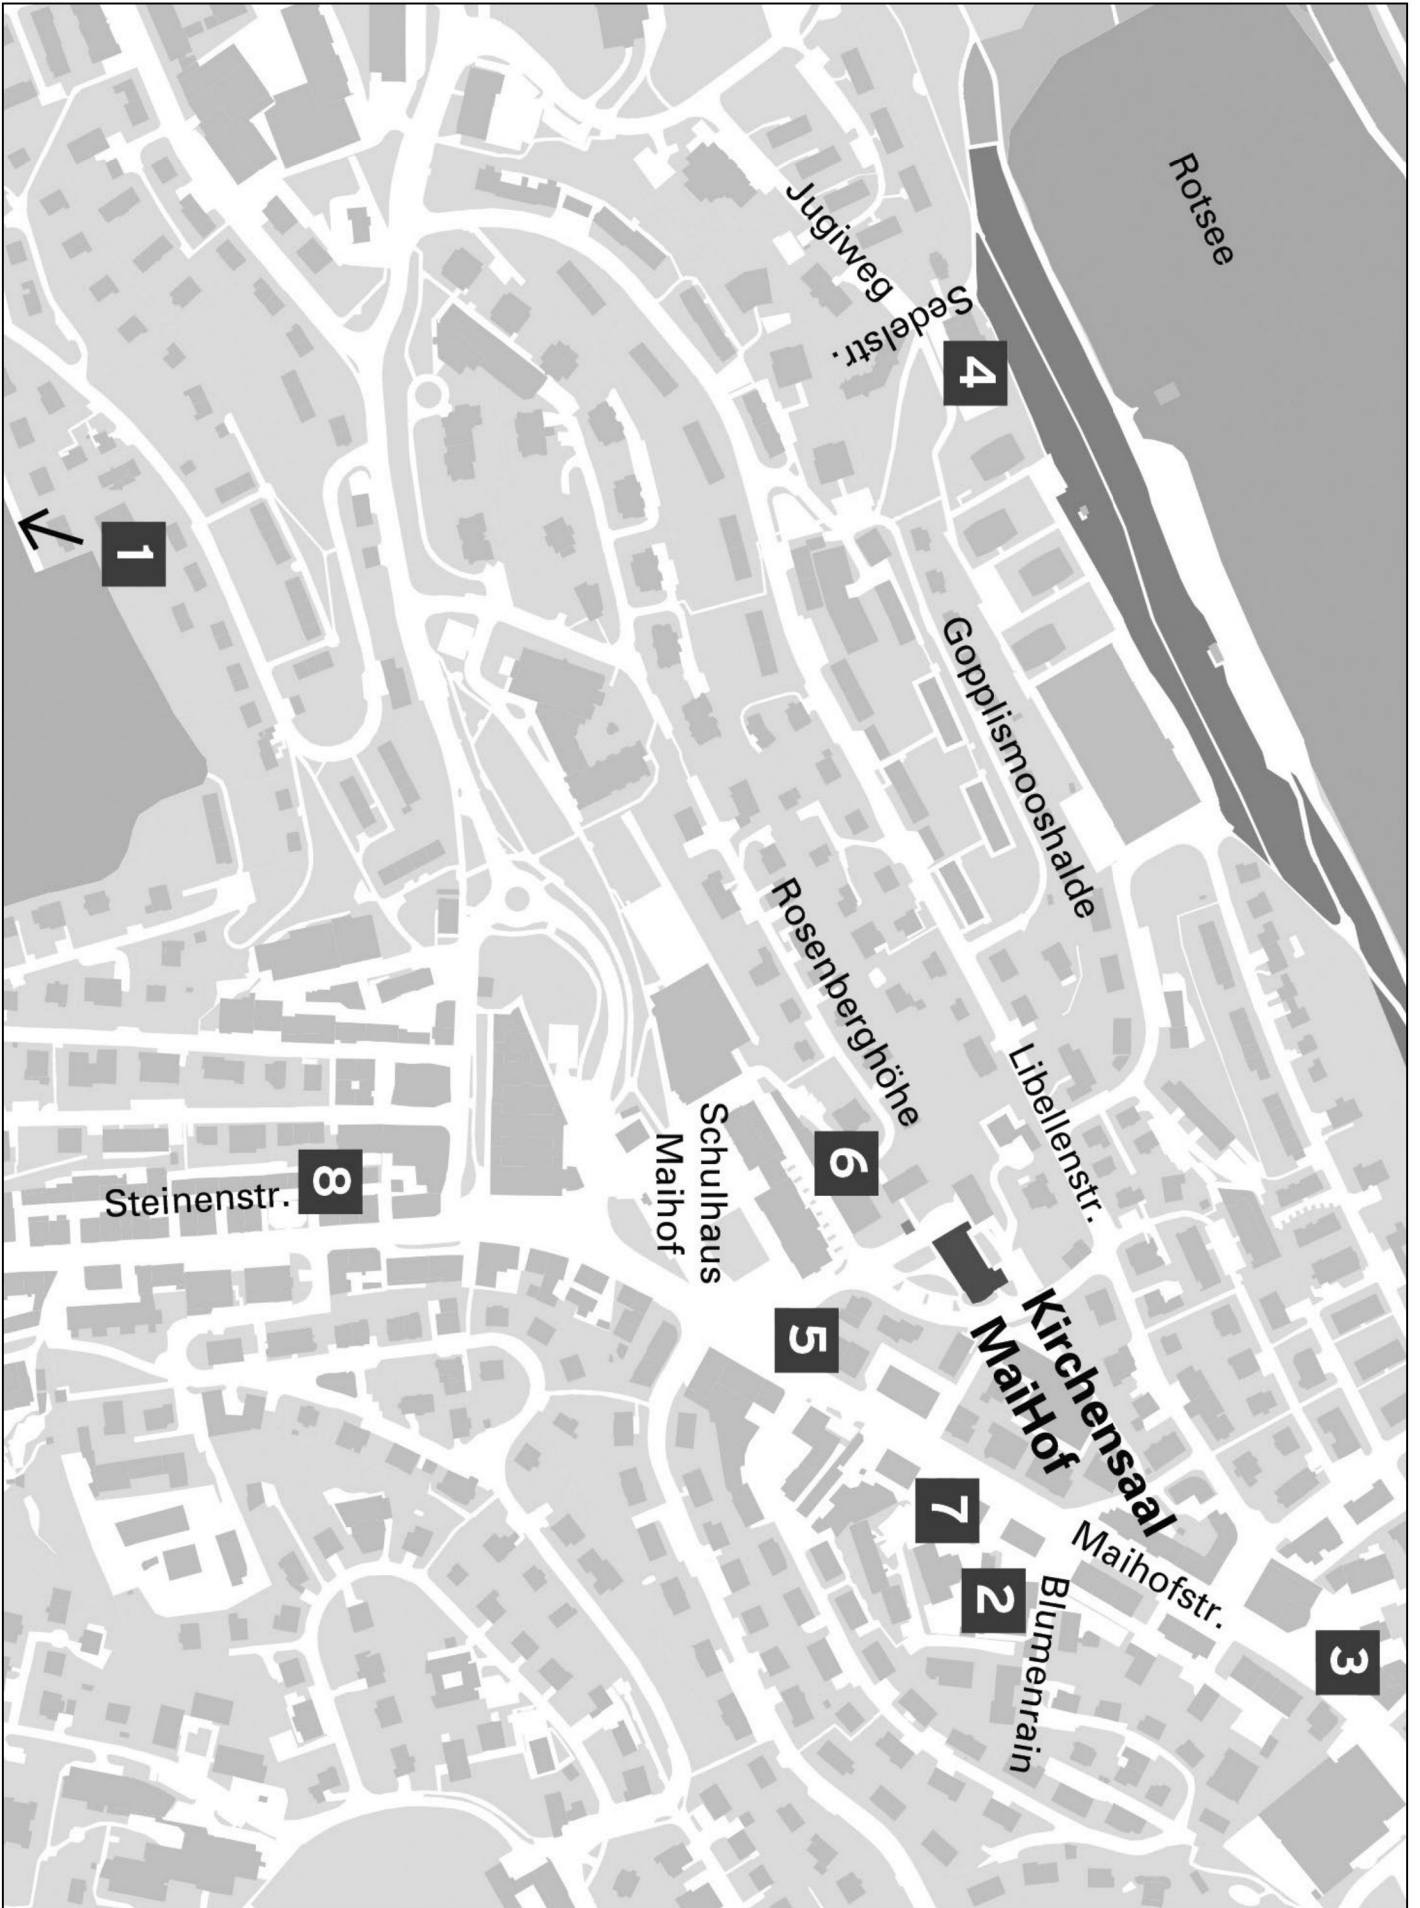 Rotsee
Jugiweg
Sedelstr.
4
1
Gopplismooshalde
Rosenberghöhe
Libellenstr.
Schulhaus
Maihof
6
8
Steinenstr.
Kirchensaal
MaiHof
5
7
Maihofstr.
2
Blumenrain
3